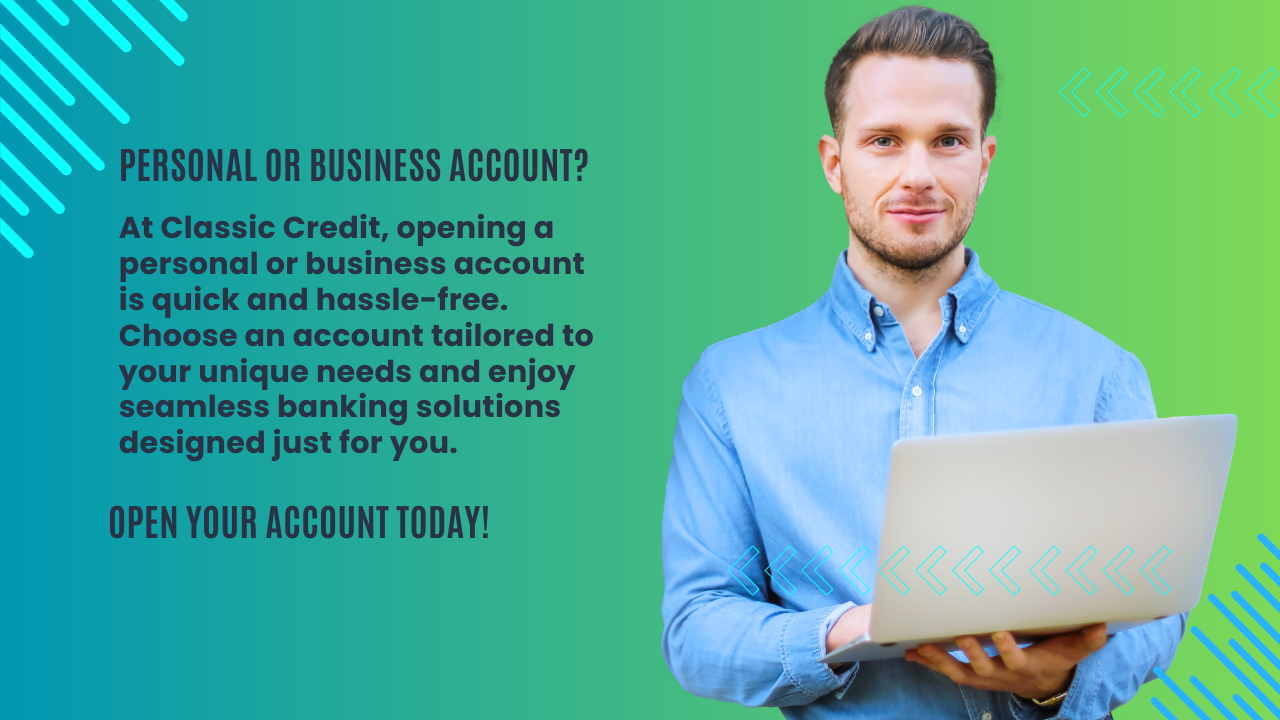 PERSONAL OR BUSINESS ACCOUNT?
At Classic Credit, opening a
personal or business account
is quick and hassle-free.
Choose an account tailored to
your unique needs and enjoy
seamless banking solutions
designed just for you.
OPEN YOUR ACCOUNT TODAY!